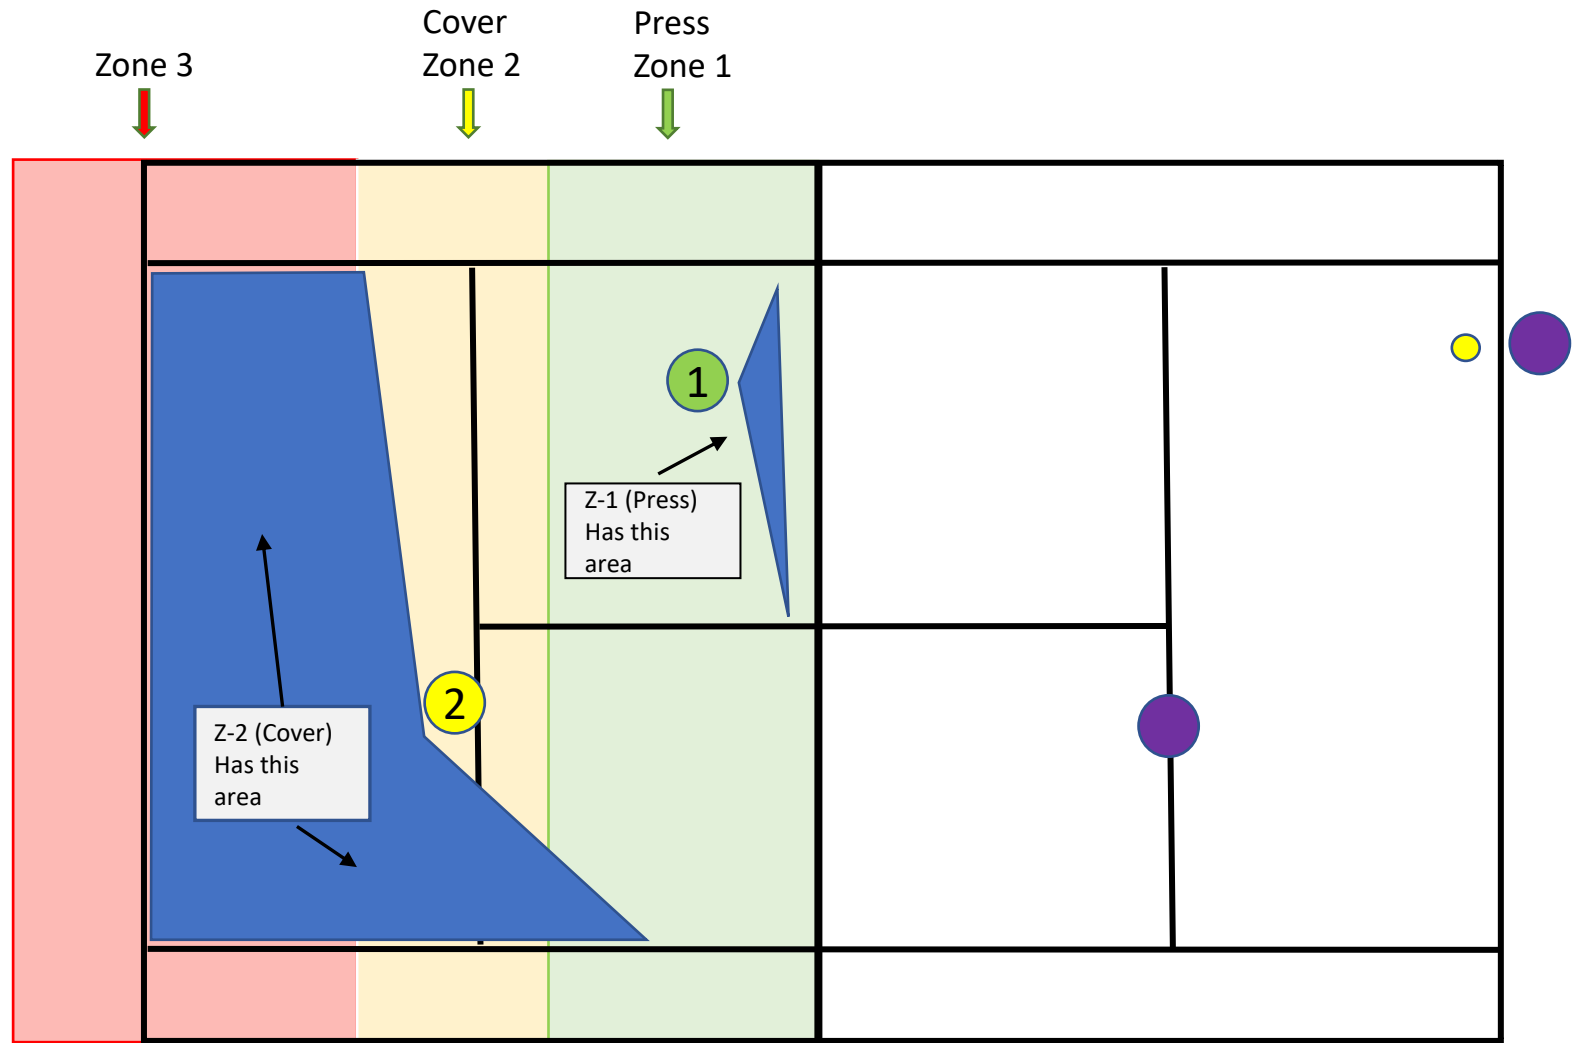 Zone 3
Cover
Zone 2
Press
Zone 1
1
Z-1 (Press)
Has this
area
2
Z-2 (Cover)
Has this
area